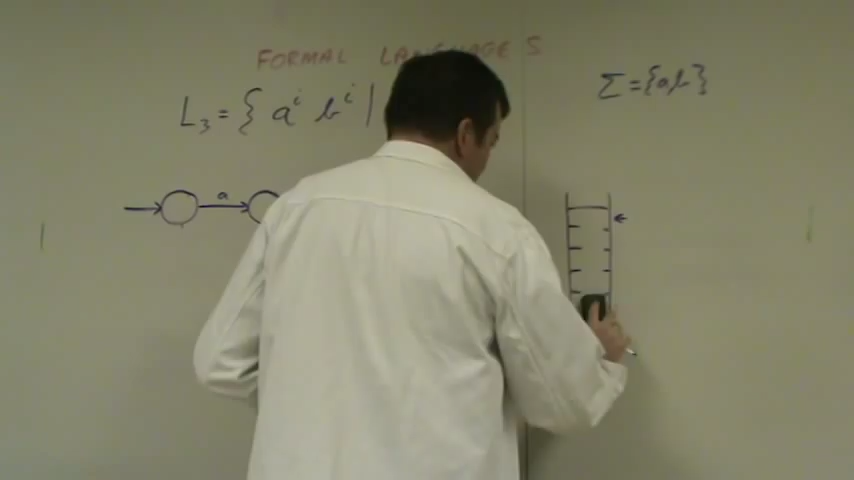 FORMAL LANGUAGES
L₃ = { aⁱ bⁱ |
Σ = {a,b}
a